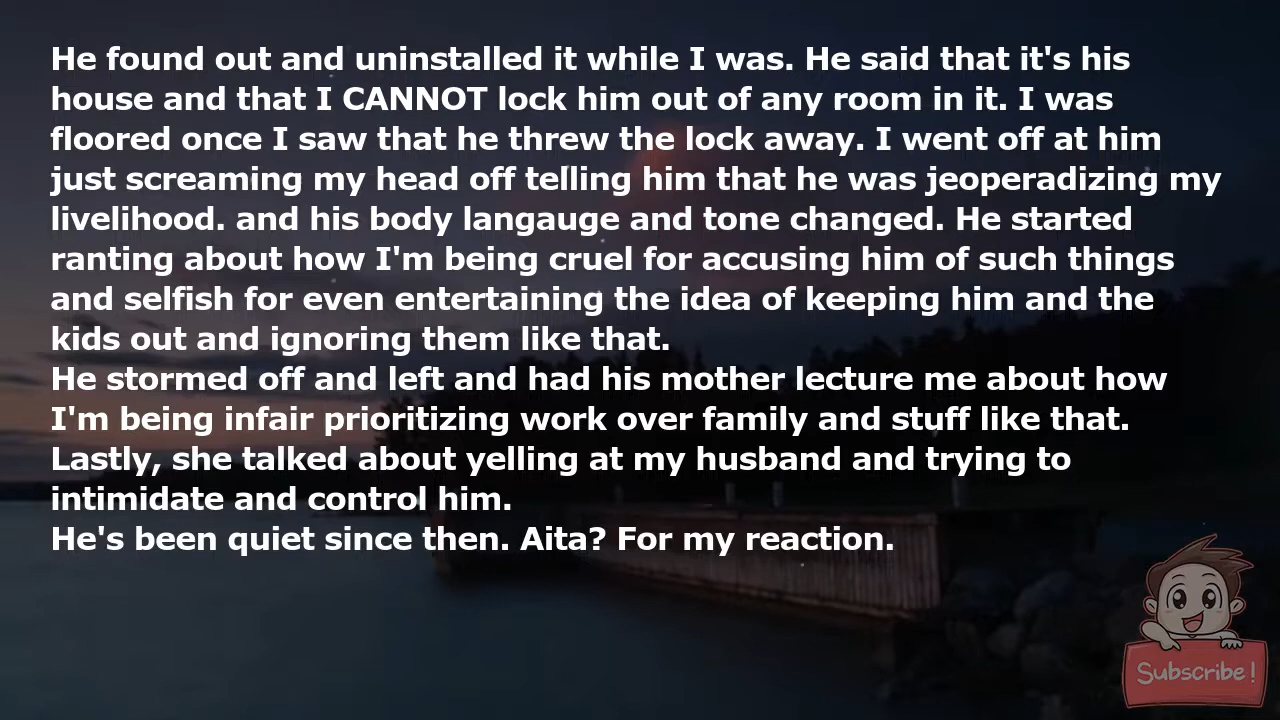 He found out and uninstalled it while I was. He said that it's his
house and that I CANNOT lock him out of any room in it. I was
floored once I saw that he threw the lock away. I went off at him
just screaming my head off telling him that he was jeoperadizing my
livelihood. and his body langauge and tone changed. He started
ranting about how I'm being cruel for accusing him of such things
and selfish for even entertaining the idea of keeping him and the
kids out and ignoring them like that.
He stormed off and left and had his mother lecture me about how
I'm being infair prioritizing work over family and stuff like that.
Lastly, she talked about yelling at my husband and trying to
intimidate and control him.
He's been quiet since then. Aita? For my reaction.
Subscribe!